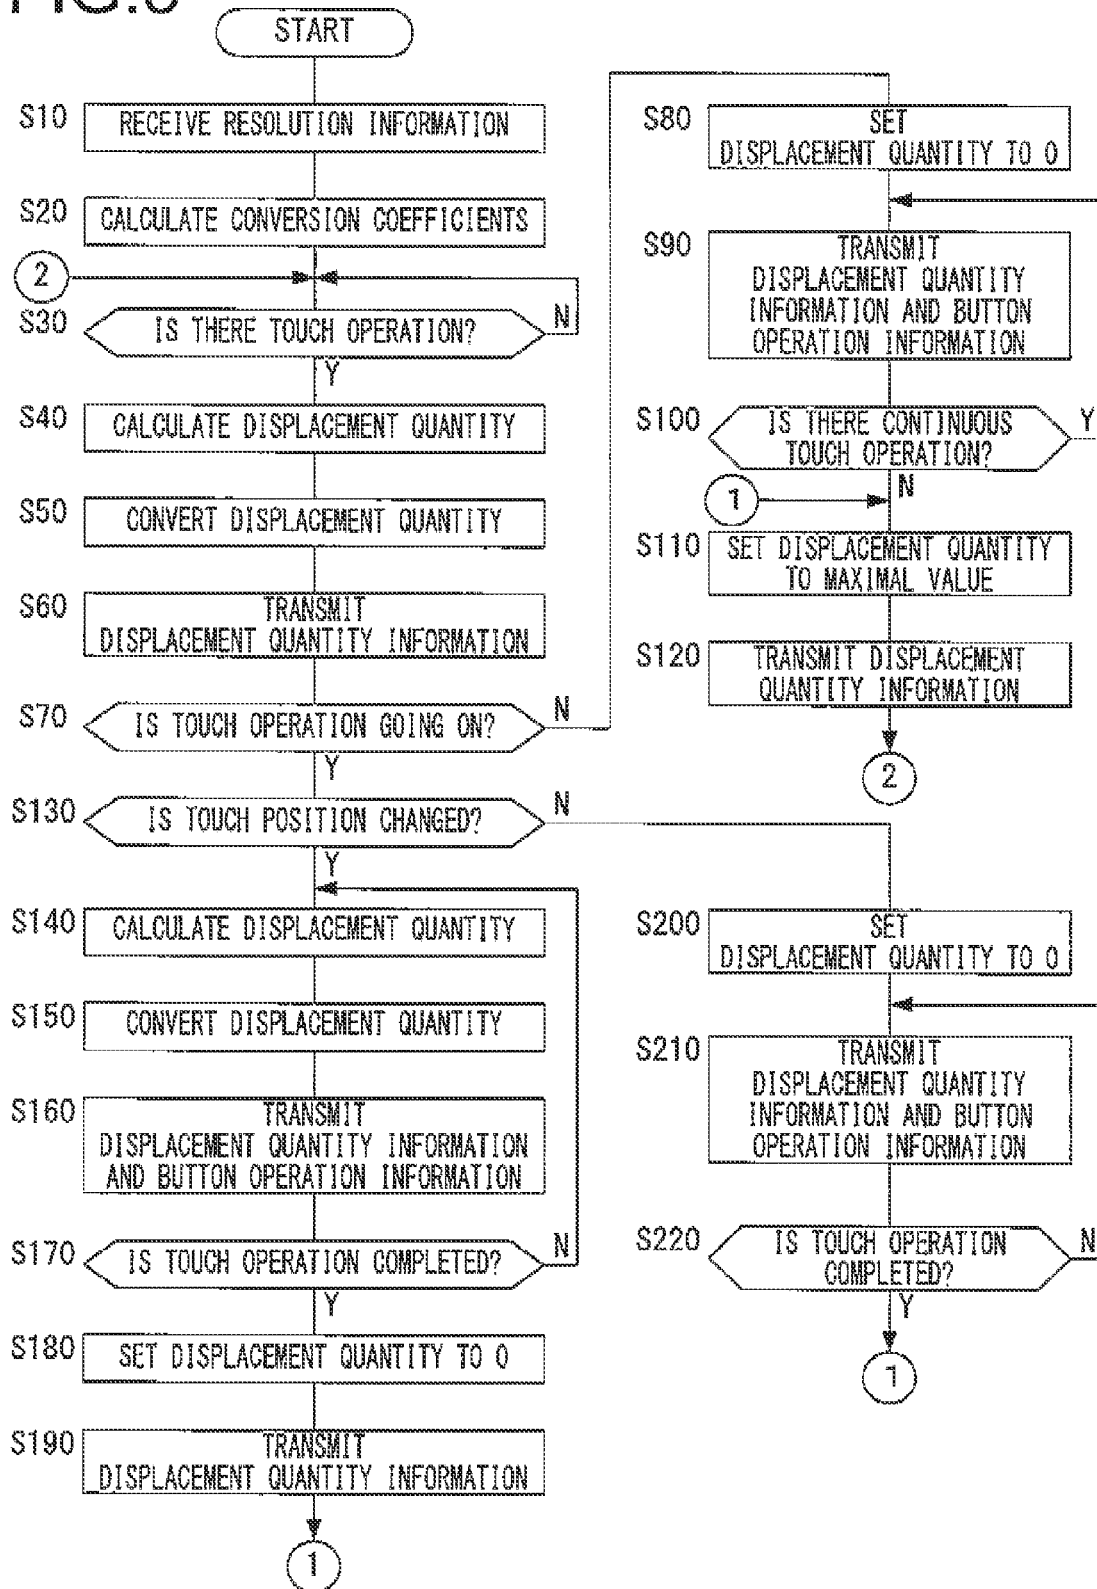 START
S10
RECEIVE RESOLUTION INFORMATION
S20
CALCULATE CONVERSION COEFFICIENTS
2
S30
IS THERE TOUCH OPERATION?
N
Y
S40
CALCULATE DISPLACEMENT QUANTITY
S50
CONVERT DISPLACEMENT QUANTITY
S60
TRANSMIT
DISPLACEMENT QUANTITY INFORMATION
S70
IS TOUCH OPERATION GOING ON?
N
Y
S130
IS TOUCH POSITION CHANGED?
N
Y
S140
CALCULATE DISPLACEMENT QUANTITY
S150
CONVERT DISPLACEMENT QUANTITY
S160
TRANSMIT
DISPLACEMENT QUANTITY INFORMATION
AND BUTTON OPERATION INFORMATION
S170
IS TOUCH OPERATION COMPLETED?
N
Y
S180
SET DISPLACEMENT QUANTITY TO 0
S190
TRANSMIT
DISPLACEMENT QUANTITY INFORMATION
1
S80
SET
DISPLACEMENT QUANTITY TO 0
S90
TRANSMIT
DISPLACEMENT QUANTITY
INFORMATION AND BUTTON
OPERATION INFORMATION
S100
IS THERE CONTINUOUS
TOUCH OPERATION?
Y
N
1
S110
SET DISPLACEMENT QUANTITY
TO MAXIMAL VALUE
S120
TRANSMIT DISPLACEMENT
QUANTITY INFORMATION
2
S200
SET
DISPLACEMENT QUANTITY TO 0
S210
TRANSMIT
DISPLACEMENT QUANTITY
INFORMATION AND BUTTON
OPERATION INFORMATION
S220
IS TOUCH OPERATION
COMPLETED?
N
Y
1